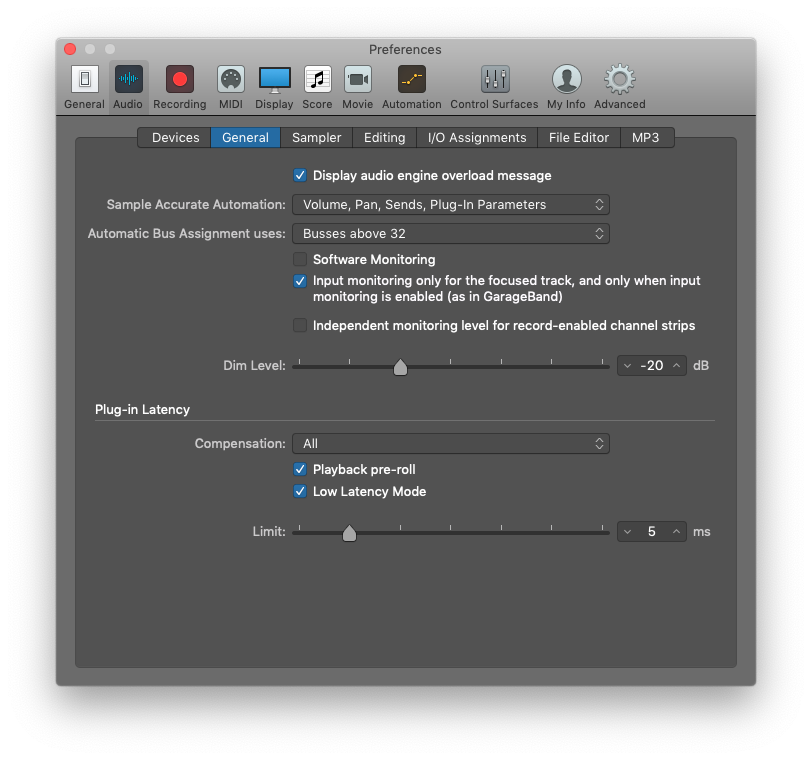 Preferences
General Audio Recording MIDI Display Score Movie Automation Control Surfaces My Info Advanced
Devices General Sampler Editing I/O Assignments File Editor MP3
Display audio engine overload message
Sample Accurate Automation: Volume, Pan, Sends, Plug-In Parameters
Automatic Bus Assignment uses: Busses above 32
Software Monitoring
Input monitoring only for the focused track, and only when input
monitoring is enabled (as in GarageBand)
Independent monitoring level for record-enabled channel strips
Dim Level: -20 dB
Plug-in Latency
Compensation: All
Playback pre-roll
Low Latency Mode
Limit: 5 ms